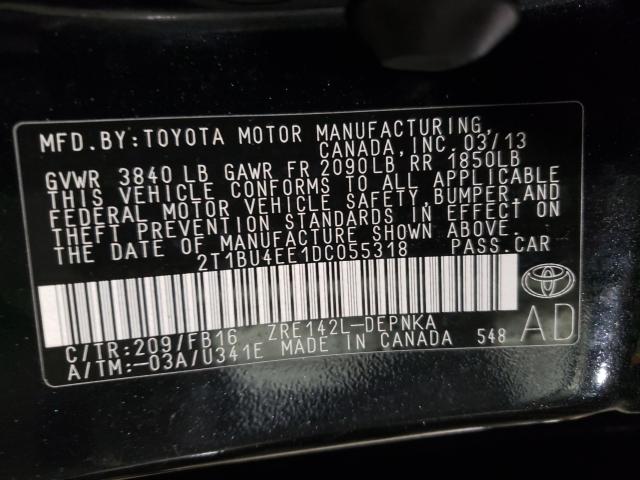 MFD.BY:TOYOTA MOTOR MANUFACTURING,
CANADA,INC.03/13
GVWR 3840LB GAWR FR 2090LB RR 1850LB
THIS VEHICLE CONFORMS TO ALL APPLICABLE
FEDERAL MOTOR VEHICLE SAFETY,BUMPER,AND
THEFT PREVENTION STANDARDS IN EFFECT ON
THE DATE OF MANUFACTURE SHOWN ABOVE.
2T1BU4EE1DC055318 PASS.CAR
C/TR:209/FB16 ZRE142L-DEPNKA
A/TM:-03A/U341E MADE IN CANADA 548
AD